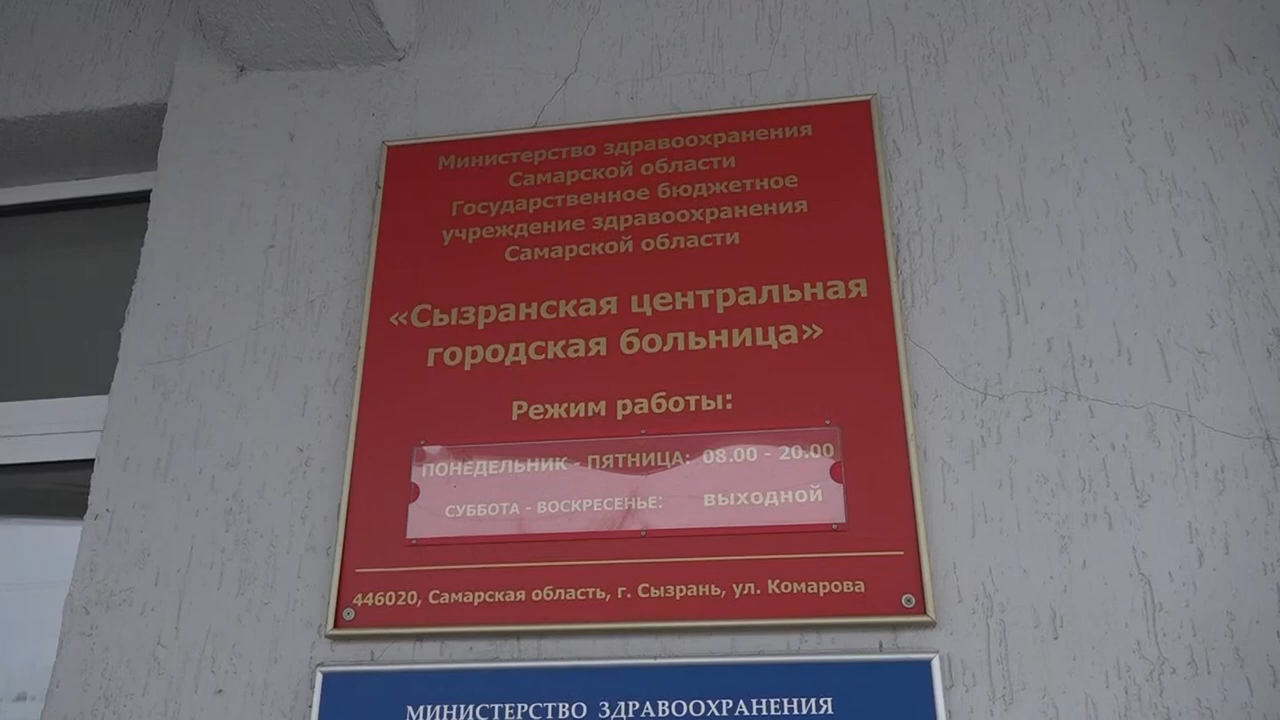 Министерство здравоохранения
Самарской области
Государственное бюджетное
учреждение здравоохранения
Самарской области
«Сызранская центральная
городская больница»
Режим работы:
ПОНЕДЕЛЬНИК - ПЯТНИЦА: 08.00 - 20.00
СУББОТА - ВОСКРЕСЕНЬЕ: ВЫХОДНОЙ
446020, Самарская область, г. Сызрань, ул. Комарова
МИНИСТЕРСТВО ЗДРАВООХРАНЕНИЯ